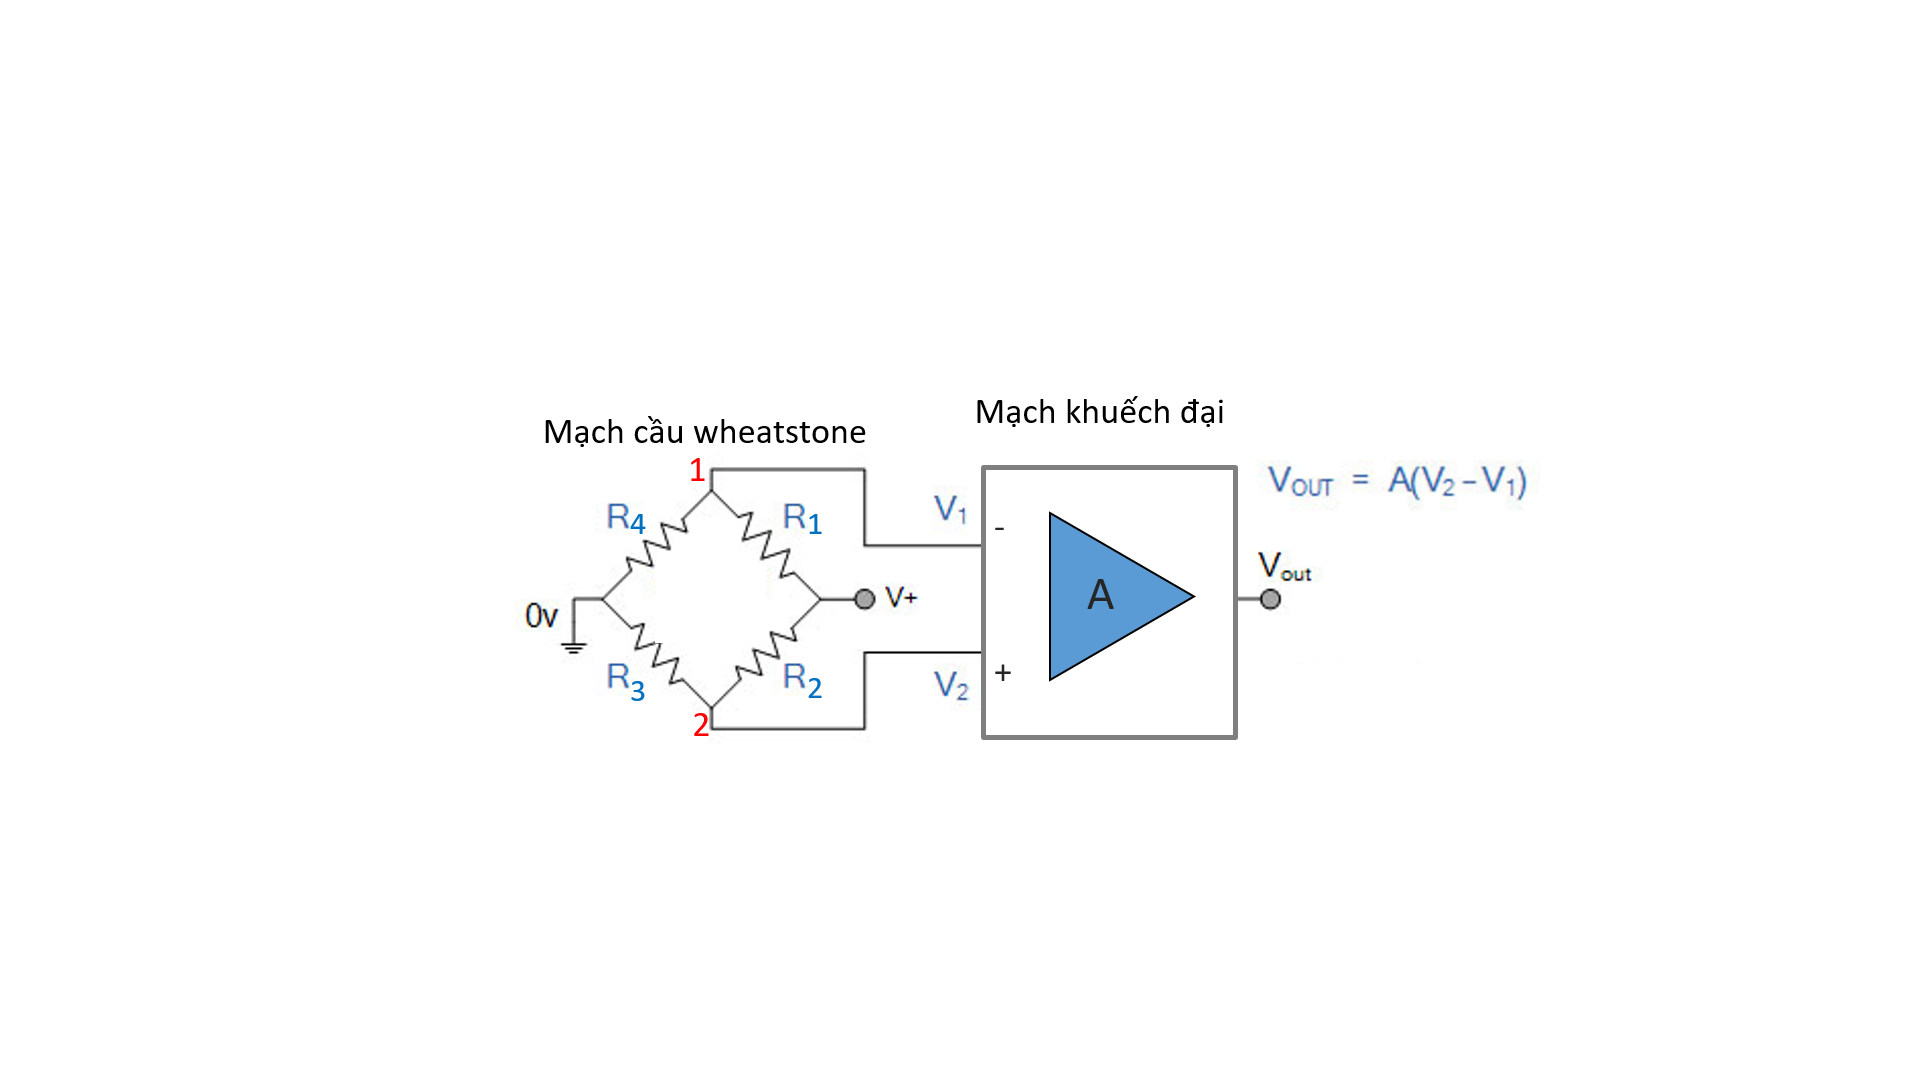 Mạch cầu wheatstone
Mạch khuếch đại
1
R4
R1
V1
-
VOUT = A(V2-V1)
Vout
A
0v
V+
R3
R2
V2
+
2